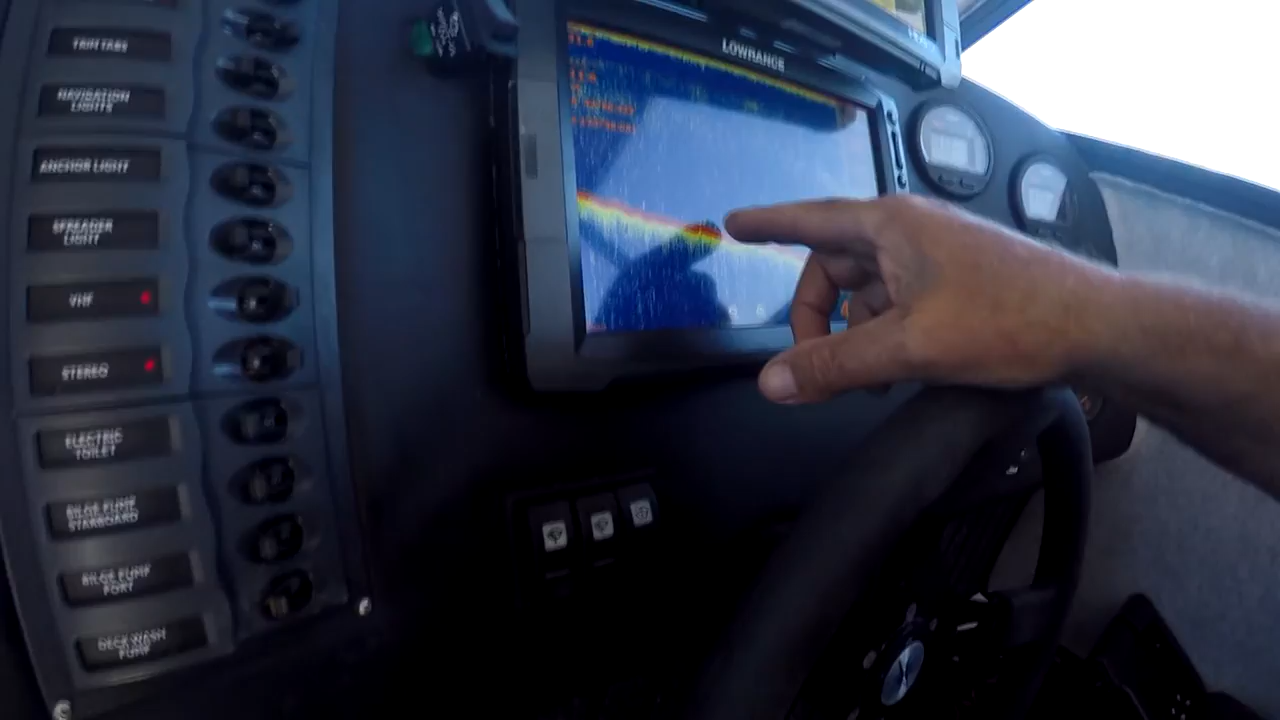 TRIM TABS
NAVIGATION
LIGHTS
ANCHOR LIGHT
SPREADER
LIGHT
VHF
STEREO
ELECTRIC
TOILET
BILGE PUMP
STARBOARD
BILGE PUMP
PORT
DECK WASH
PUMP
LOWRANCE